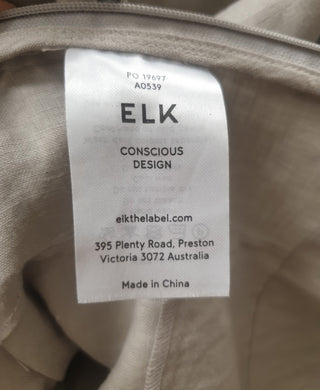 PO 19697
A0539
ELK
CONSCIOUS
DESIGN
elkthelabel.com
395 Plenty Road, Preston
Victoria 3072 Australia
Made in China